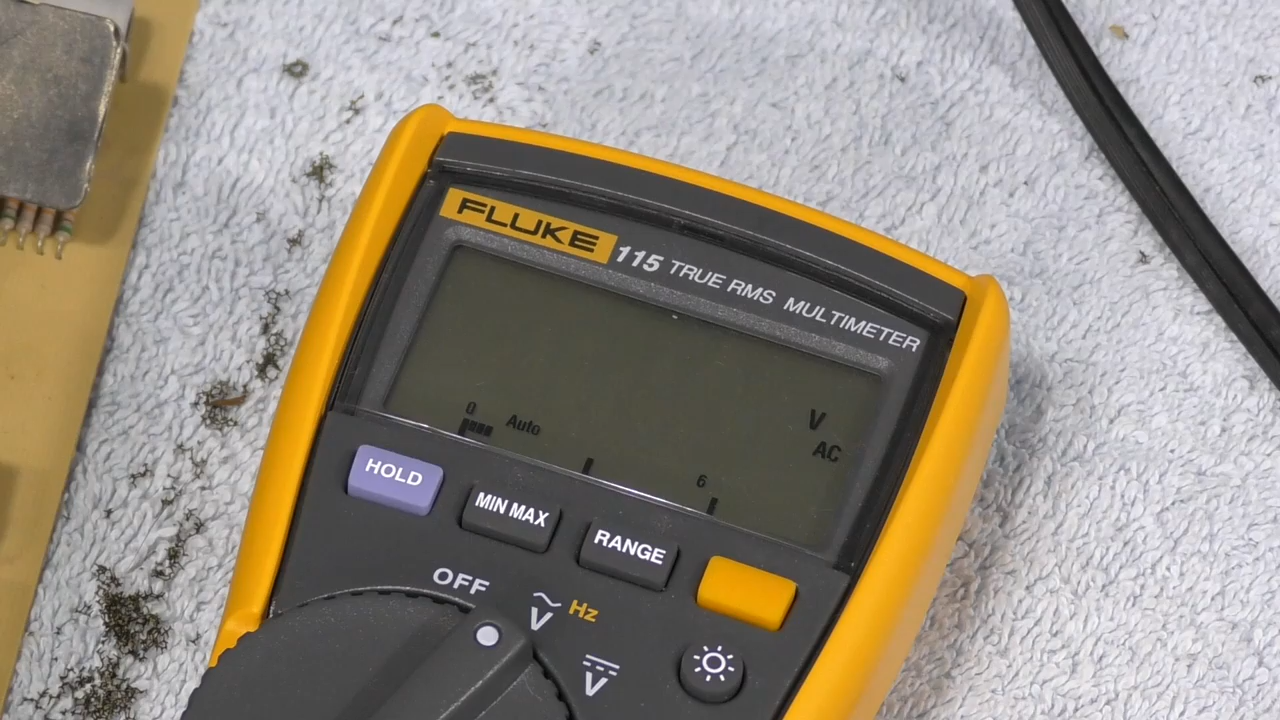 FLUKE 115 TRUE RMS MULTIMETER
V
AC
0 Auto 6
HOLD
MIN MAX
RANGE
OFF
V Hz
V